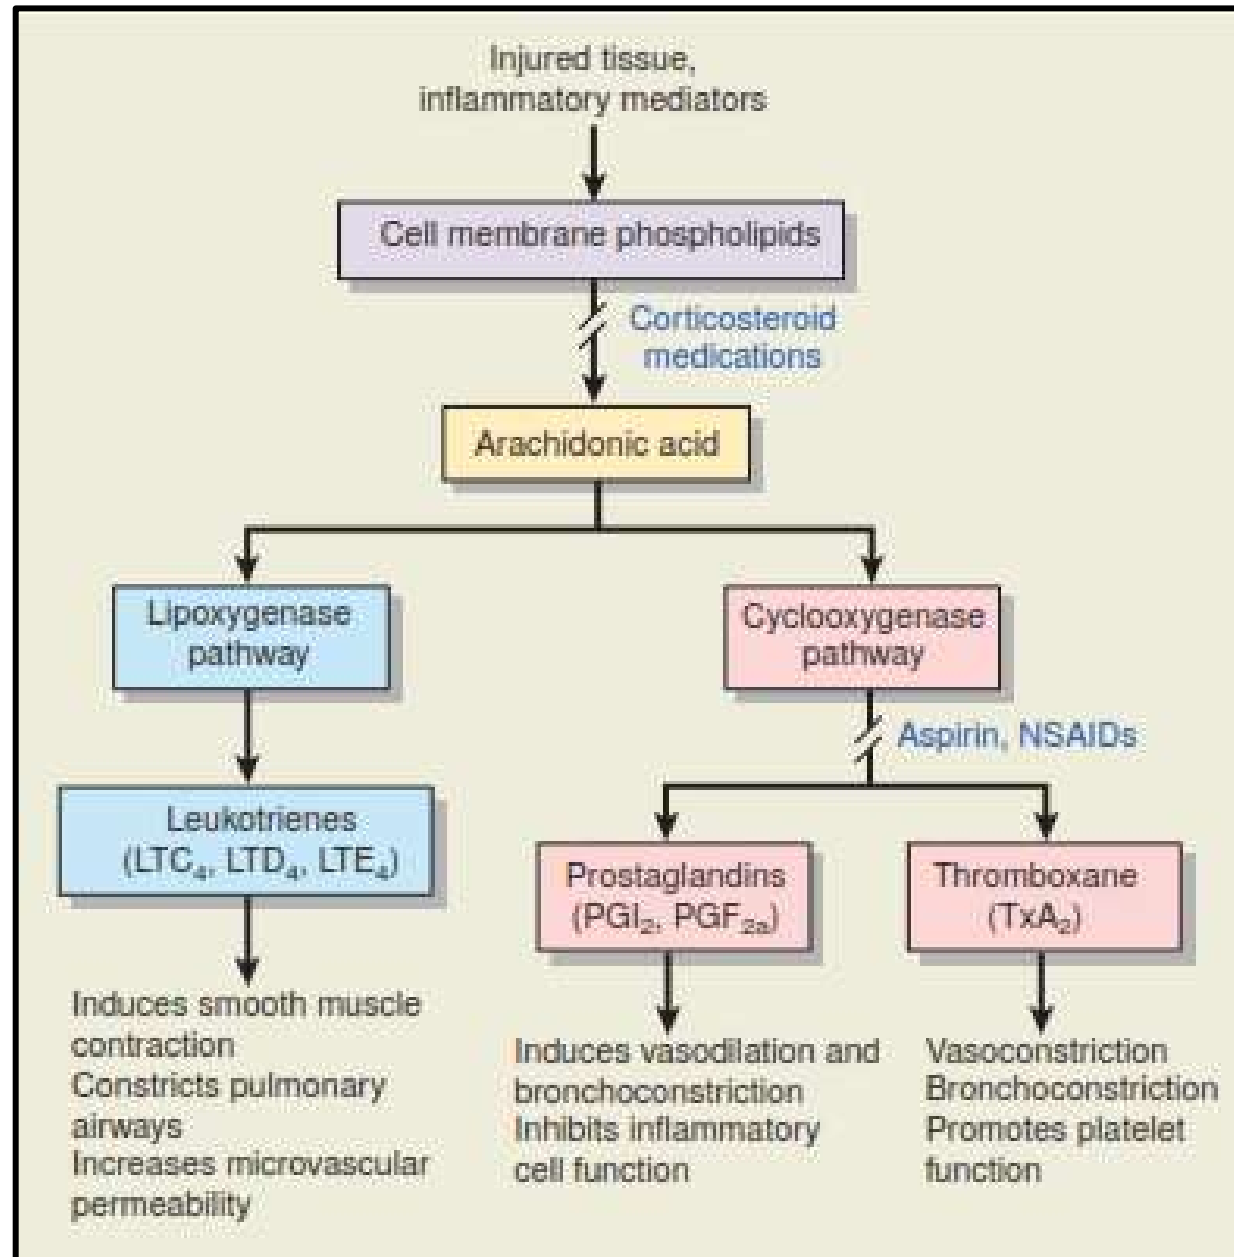 Injured tissue,
inflammatory mediators
Cell membrane phospholipids
Corticosteroid
medications
Arachidonic acid
Lipoxygenase
pathway
Cyclooxygenase
pathway
Aspirin, NSAIDs
Leukotrienes
(LTC₄, LTD₄, LTE₄)
Prostaglandins
(PGI₂, PGF₂ₐ)
Thromboxane
(TxA₂)
Induces smooth muscle
contraction
Constricts pulmonary
airways
Increases microvascular
permeability
Induces vasodilation and
bronchoconstriction
Inhibits inflammatory
cell function
Vasoconstriction
Bronchoconstriction
Promotes platelet
function